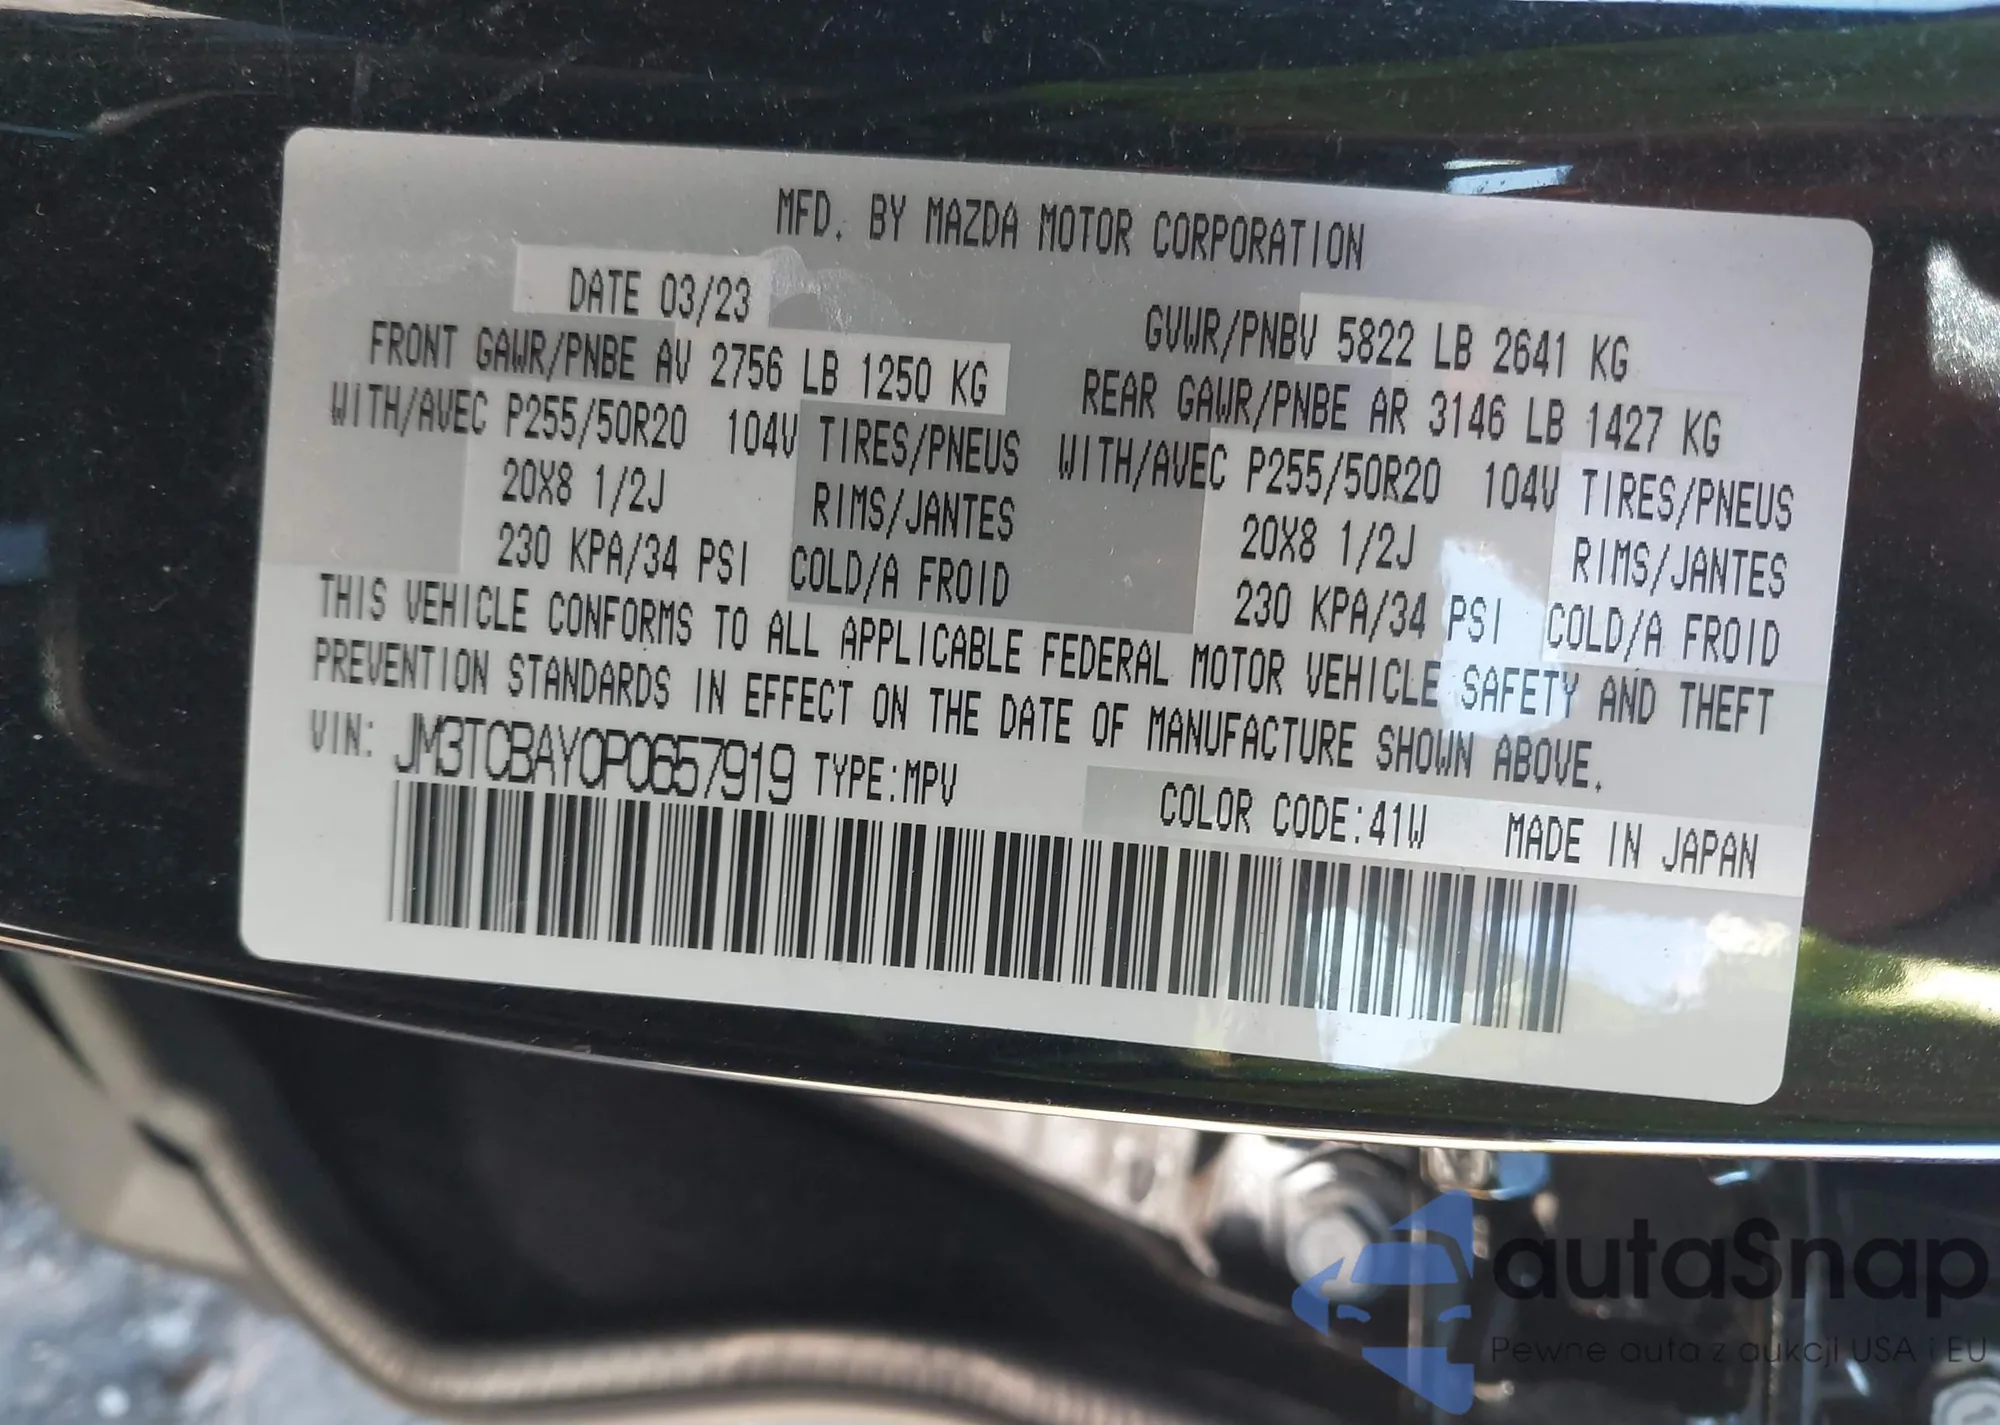 MFD. BY MAZDA MOTOR CORPORATION
DATE 03/23
GVWR/PNBV 5822 LB 2641 KG
FRONT GAWR/PNBE AV 2756 LB 1250 KG
REAR GAWR/PNBE AR 3146 LB 1427 KG
WITH/AVEC P255/50R20 104V TIRES/PNEUS
WITH/AVEC P255/50R20 104V TIRES/PNEUS
20X8 1/2J RIMS/JANTES
20X8 1/2J RIMS/JANTES
230 KPA/34 PSI COLD/A FROID
230 KPA/34 PSI COLD/A FROID
THIS VEHICLE CONFORMS TO ALL APPLICABLE FEDERAL MOTOR VEHICLE SAFETY AND THEFT
PREVENTION STANDARDS IN EFFECT ON THE DATE OF MANUFACTURE SHOWN ABOVE.
VIN: JM3TCBAY0P0657919 TYPE:MPV
COLOR CODE:41W MADE IN JAPAN
autaSnap
Pewne auta z aukcji USA i EU